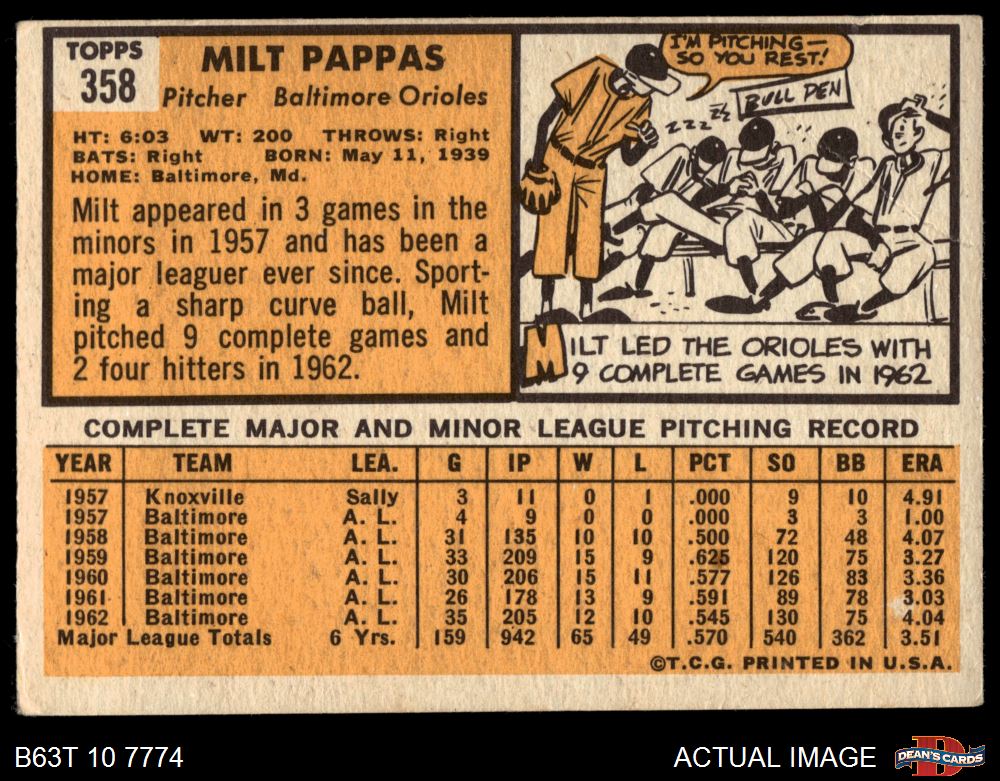 TOPPS
358
MILT PAPPAS
Pitcher Baltimore Orioles
HT: 6:03 WT: 200 THROWS: Right
BATS: Right BORN: May 11, 1939
HOME: Baltimore, Md.
Milt appeared in 3 games in the
minors in 1957 and has been a
major leaguer ever since. Sport-
ing a sharp curve ball, Milt
pitched 9 complete games and
2 four hitters in 1962.
I'M PITCHING—
SO YOU REST!
BULL PEN
ZZZ ZZ
MILT LED THE ORIOLES WITH
9 COMPLETE GAMES IN 1962
COMPLETE MAJOR AND MINOR LEAGUE PITCHING RECORD
YEAR TEAM LEA. G IP W L PCT SO BB ERA
1957 Knoxville Sally 3 11 0 1 .000 9 10 4.91
1957 Baltimore A. L. 4 9 0 0 .000 3 3 1.00
1958 Baltimore A. L. 31 135 10 10 .500 72 48 4.07
1959 Baltimore A. L. 33 209 15 9 .625 120 75 3.27
1960 Baltimore A. L. 30 206 15 11 .577 126 83 3.36
1961 Baltimore A. L. 26 178 13 9 .591 89 78 3.03
1962 Baltimore A. L. 35 205 12 10 .545 130 75 4.04
Major League Totals 6 Yrs. 159 942 65 49 .570 540 362 3.51
©T.C.G. PRINTED IN U.S.A.
B63T 10 7774
ACTUAL IMAGE
DEAN'S CARDS